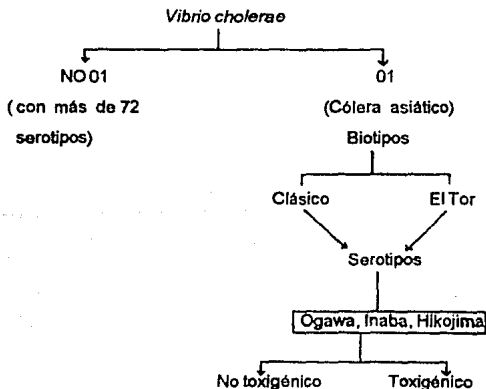 Vibrio cholerae
NO 01
01
( con más de 72
(Cólera asiático)
serotipos)
Biotipos
Clásico
El Tor
Serotipos
Ogawa, Inaba, Hikojima
No toxigénico
Toxigénico